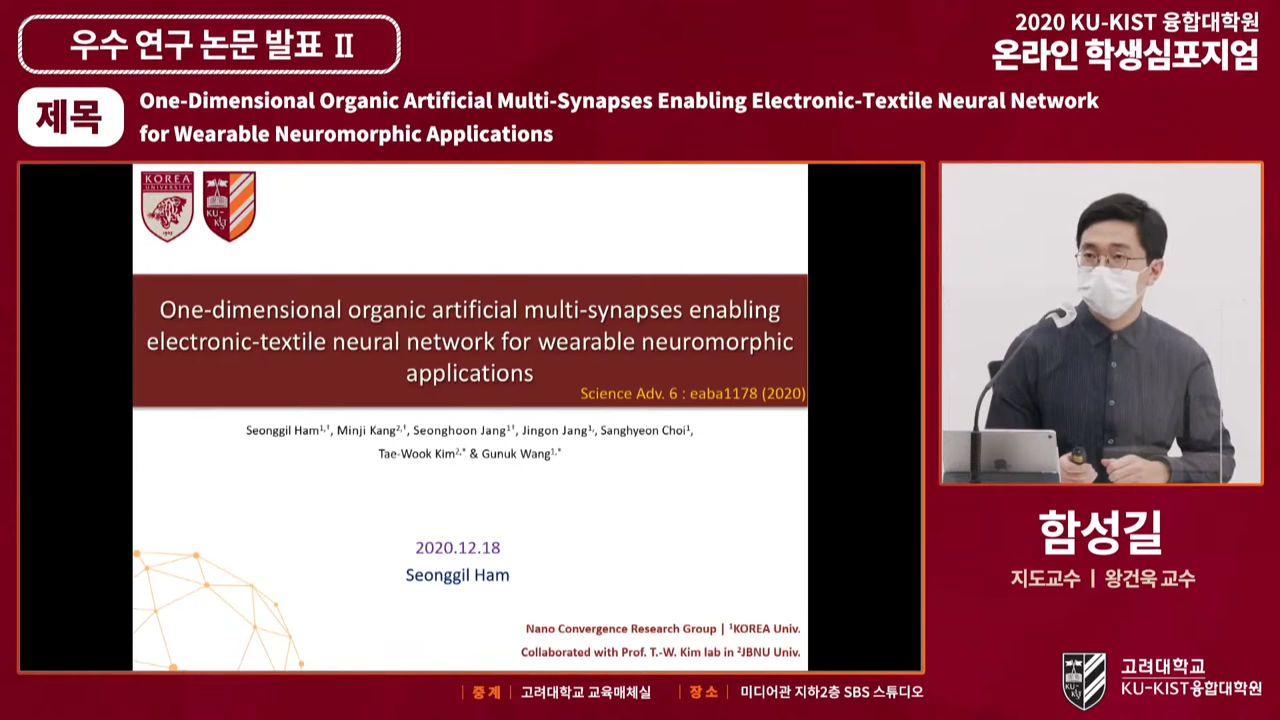 우수 연구 논문 발표 Ⅱ
2020 KU-KIST 융합대학원
온라인 학생심포지엄
제목
One-Dimensional Organic Artificial Multi-Synapses Enabling Electronic-Textile Neural Network
for Wearable Neuromorphic Applications
KOREA
UNIVERSITY
1905
KU-
KIST
One-dimensional organic artificial multi-synapses enabling
electronic-textile neural network for wearable neuromorphic
applications
Science Adv. 6 : eaba1178 (2020)
Seonggil Ham¹,†, Minji Kang²,†, Seonghoon Jang¹†, Jingon Jang¹,, Sanghyeon Choi¹,
Tae-Wook Kim²,* & Gunuk Wang¹,*
2020.12.18
Seonggil Ham
Nano Convergence Research Group | ¹KOREA Univ.
Collaborated with Prof. T.-W. Kim lab in ²JBNU Univ.
함성길
지도교수 | 왕건욱 교수
KU-
KIST
고려대학교
KU-KIST융합대학원
| 중계 | 고려대학교 교육매체실 | 장소 | 미디어관 지하2층 SBS 스튜디오